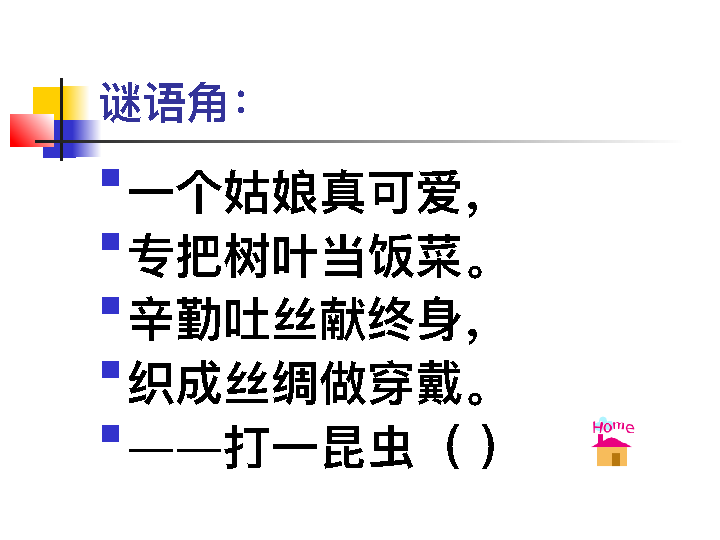 谜语角：
一个姑娘真可爱，
专把树叶当饭菜。
辛勤吐丝献终身，
织成丝绸做穿戴。
——打一昆虫（ ）
Home